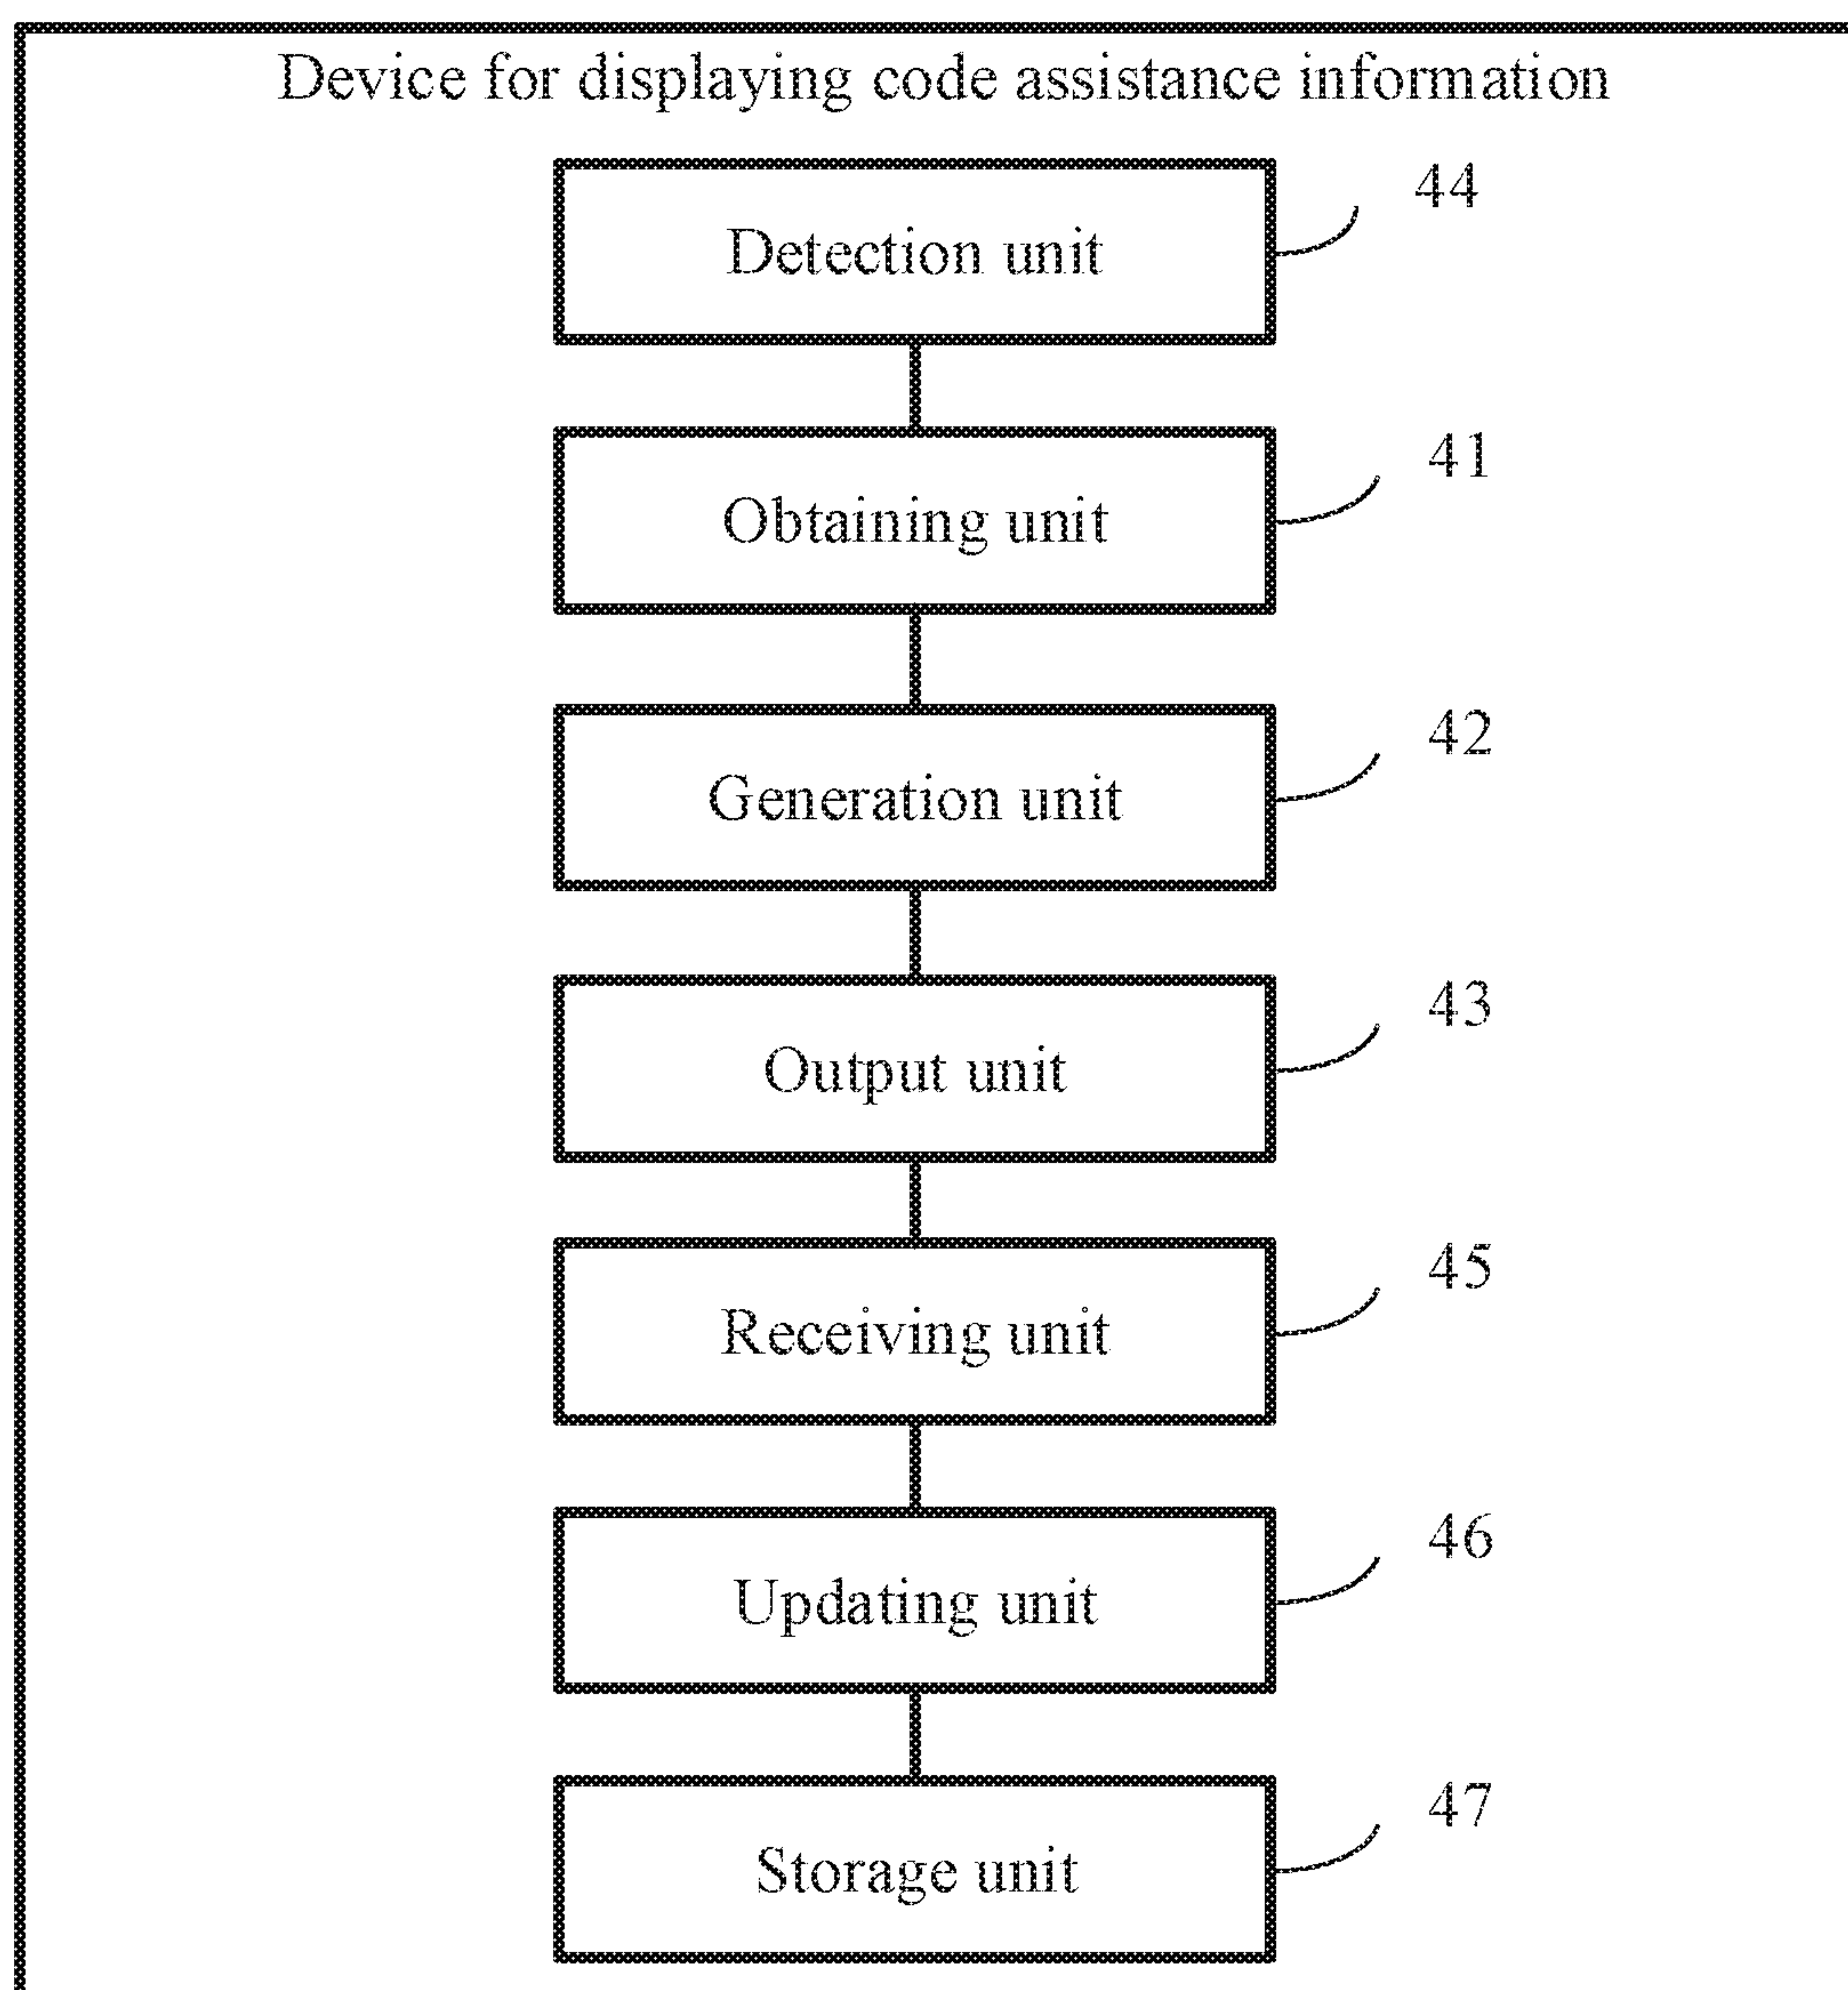 Device for displaying code assistance information
44
Detection unit
41
Obtaining unit
42
Generation unit
43
Output unit
45
Receiving unit
46
Updating unit
47
Storage unit